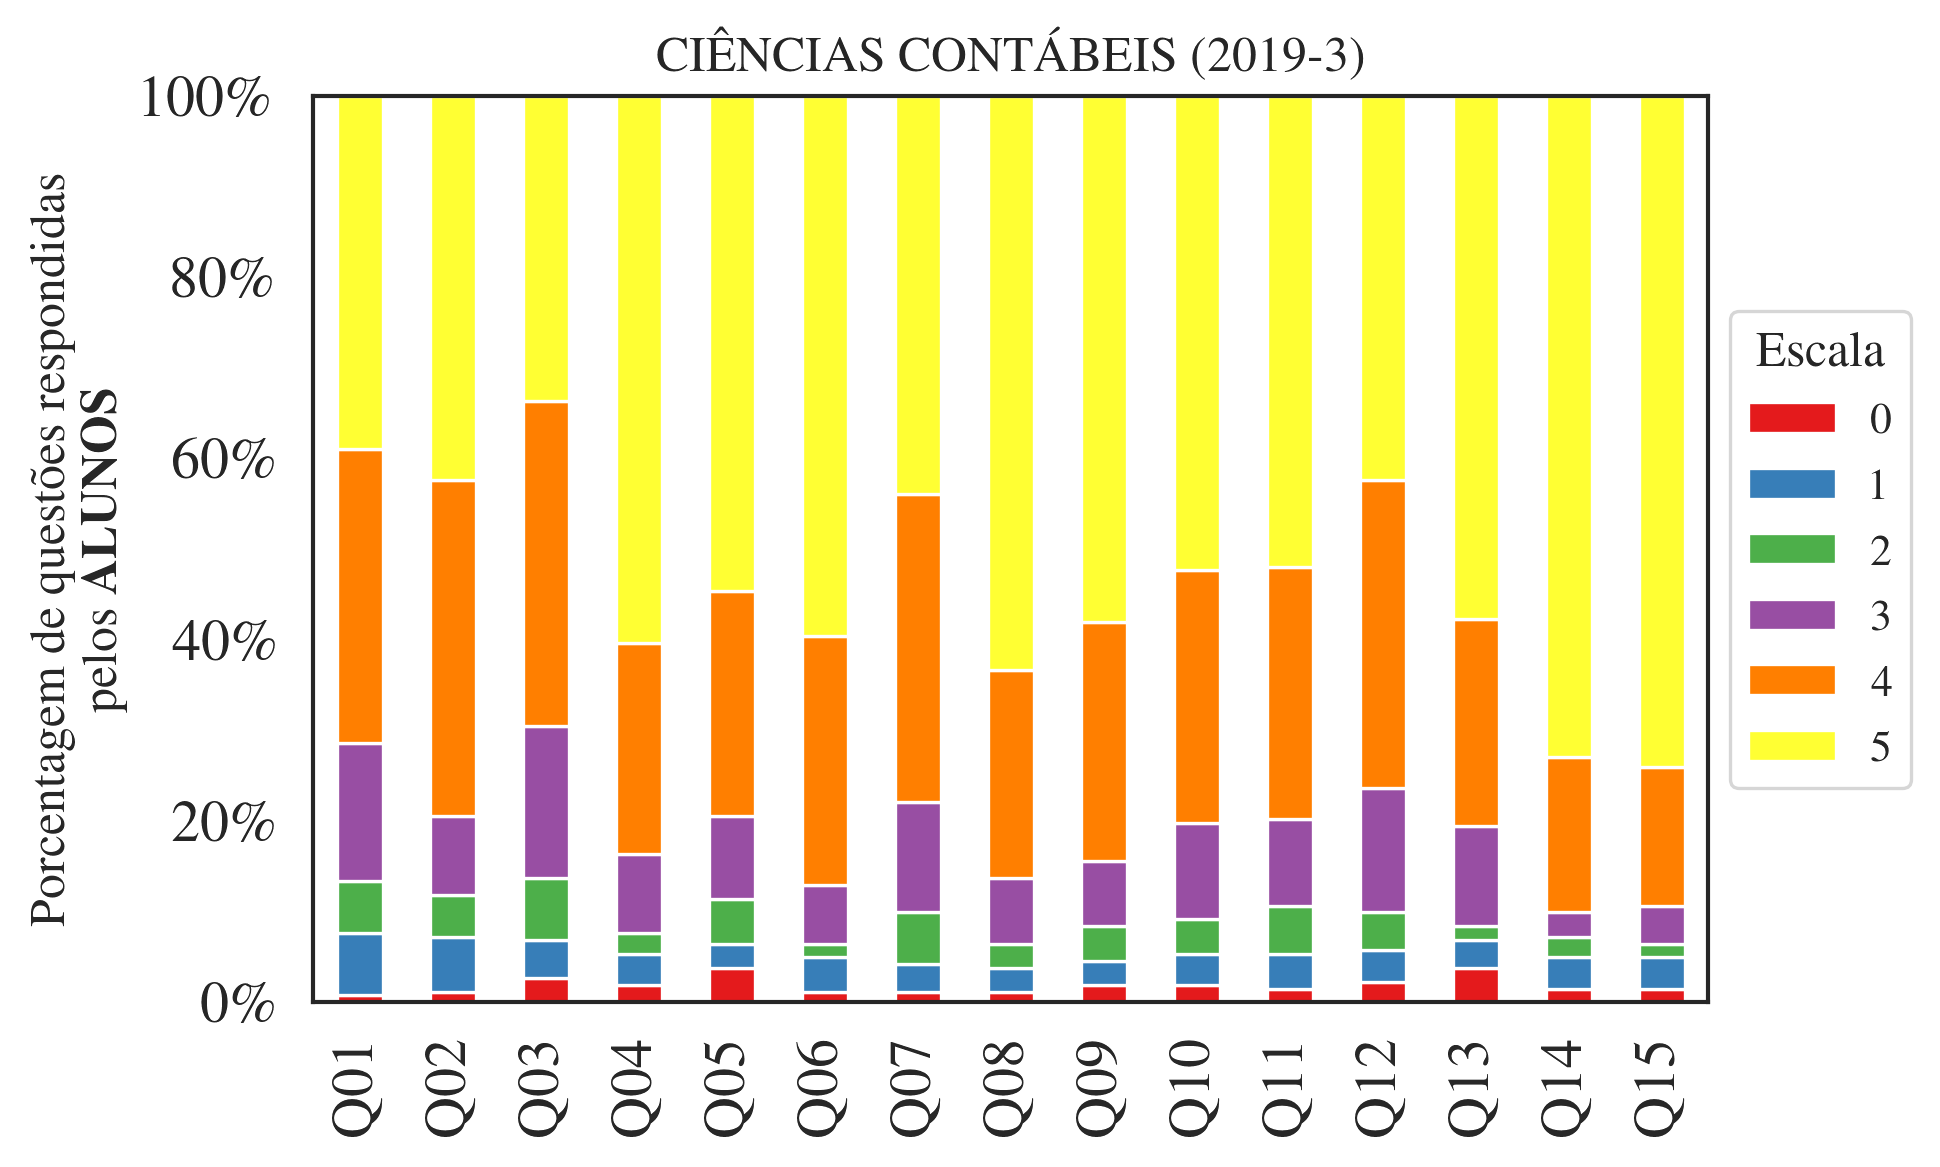 CIÊNCIAS CONTÁBEIS (2019-3)
Porcentagem de questões respondidas
pelos ALUNOS
100%
80%
60%
40%
20%
0%
Q01
Q02
Q03
Q04
Q05
Q06
Q07
Q08
Q09
Q10
Q11
Q12
Q13
Q14
Q15
Escala
0
1
2
3
4
5